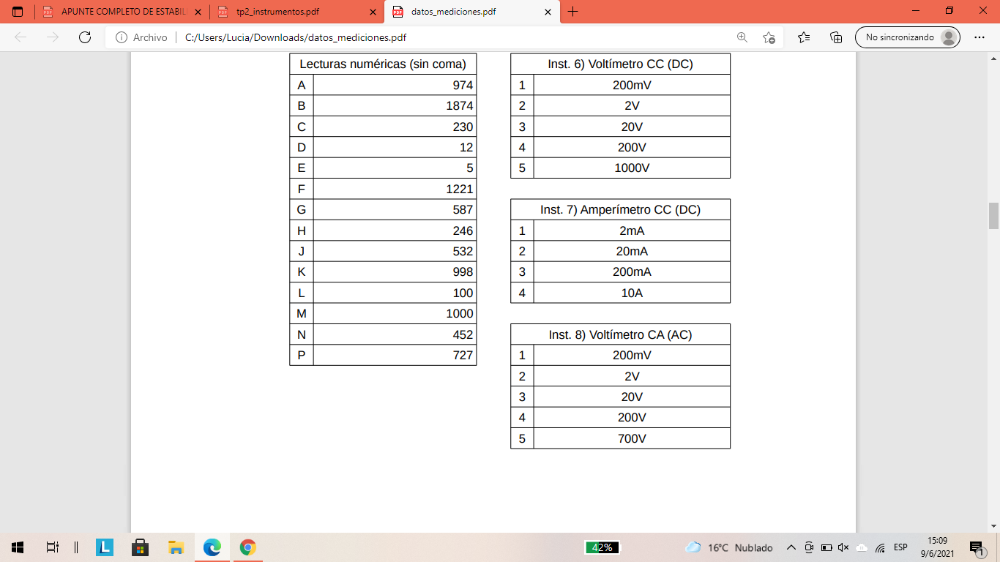 APUNTE COMPLETO DE ESTABILI
tp2_instrumentos.pdf
datos_mediciones.pdf
Archivo
C:/Users/Lucia/Downloads/datos_mediciones.pdf
No sincronizando
Lecturas numéricas (sin coma)
A 974
B 1874
C 230
D 12
E 5
F 1221
G 587
H 246
J 532
K 998
L 100
M 1000
N 452
P 727
Inst. 6) Voltímetro CC (DC)
1 200mV
2 2V
3 20V
4 200V
5 1000V
Inst. 7) Amperímetro CC (DC)
1 2mA
2 20mA
3 200mA
4 10A
Inst. 8) Voltímetro CA (AC)
1 200mV
2 2V
3 20V
4 200V
5 700V
L
42%
16°C Nublado
ESP
15:09
9/6/2021
1